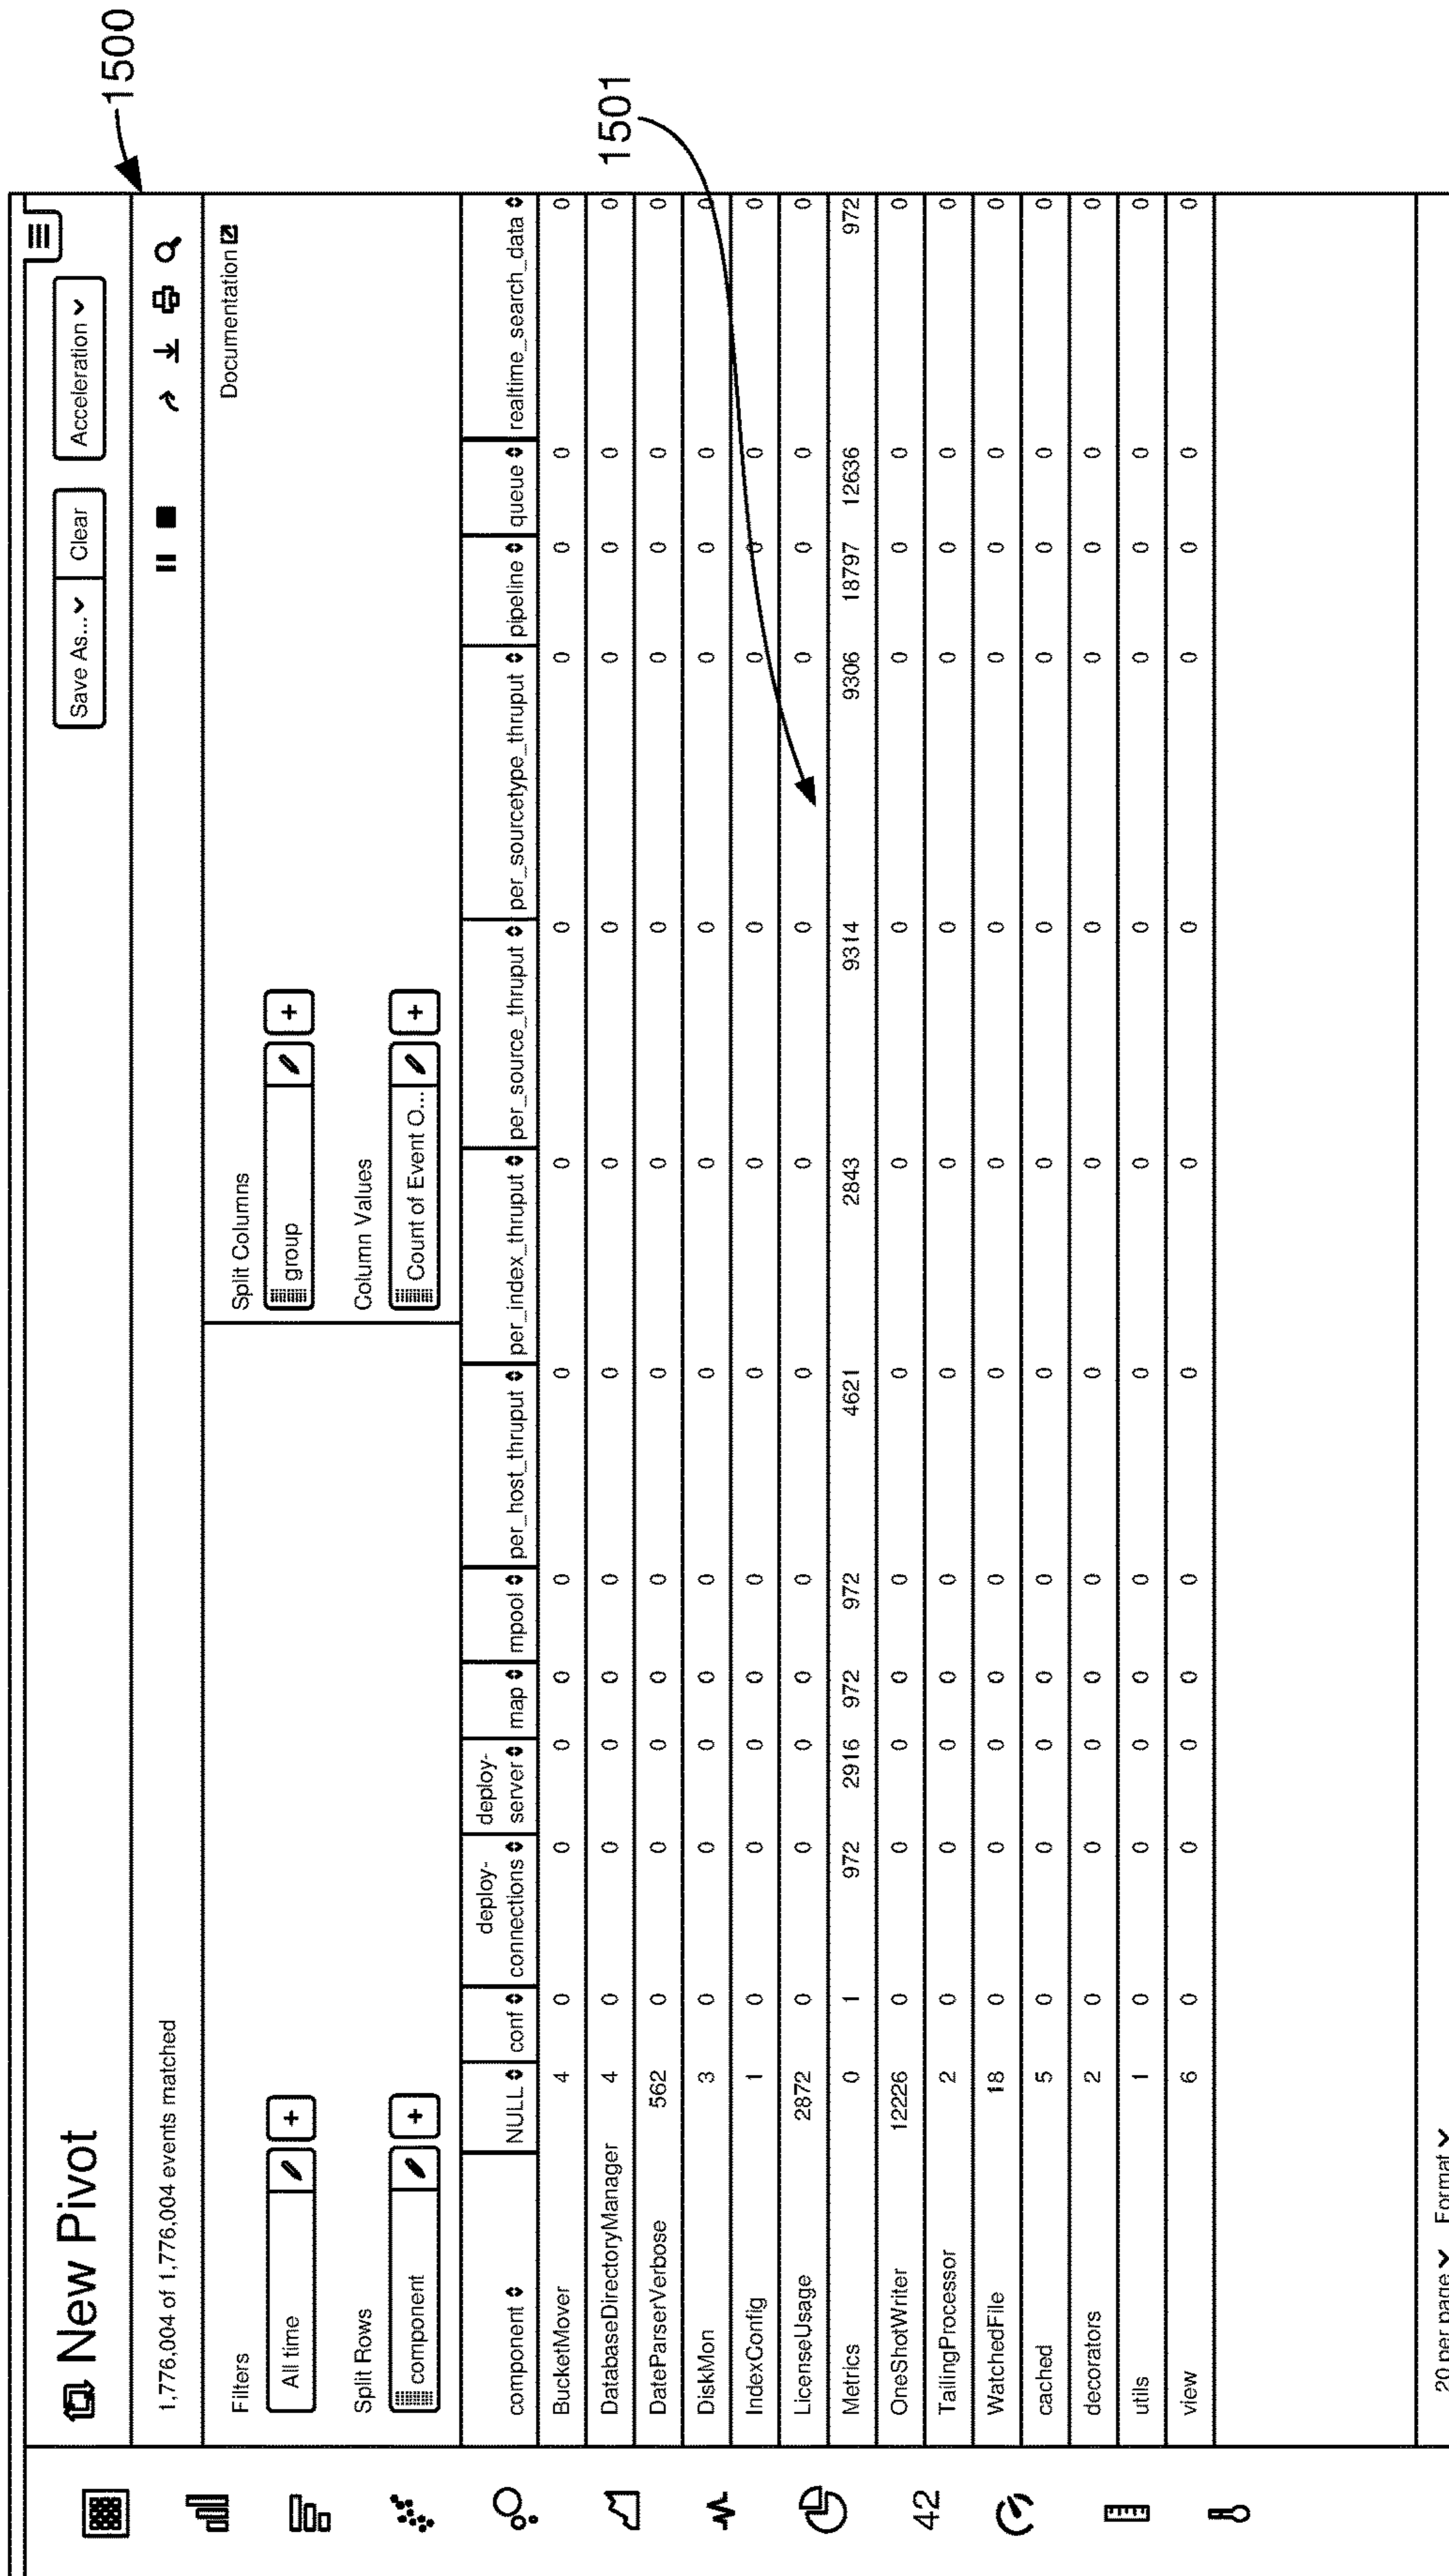 New Pivot
Save As... Clear Acceleration
1500
1,776,004 of 1,776,004 events matched
Filters
Split Columns
Documentation
All time +
group +
Split Rows
Column Values
component +
Count of Event O... +
1501
component NULL conf deploy-connections deploy-server map mpool per_host_thruput per_index_thruput per_source_thruput per_sourcetype_thruput pipeline queue realtime_search_data
BucketMover 4 0 0 0 0 0 0 0 0 0 0 0 0
DatabaseDirectoryManager 4 0 0 0 0 0 0 0 0 0 0 0 0
DateParserVerbose 562 0 0 0 0 0 0 0 0 0 0 0 0
DiskMon 3 0 0 0 0 0 0 0 0 0 0 0 0
IndexConfig 1 0 0 0 0 0 0 0 0 0 0 0 0
LicenseUsage 2872 0 0 0 0 0 0 0 0 0 0 0 0
Metrics 0 1 972 2916 972 972 4621 2843 9314 9306 18797 12636 972
OneShotWriter 12226 0 0 0 0 0 0 0 0 0 0 0 0
TailingProcessor 2 0 0 0 0 0 0 0 0 0 0 0 0
WatchedFile 18 0 0 0 0 0 0 0 0 0 0 0 0
cached 5 0 0 0 0 0 0 0 0 0 0 0 0
decorators 2 0 0 0 0 0 0 0 0 0 0 0 0
utils 1 0 0 0 0 0 0 0 0 0 0 0 0
view 6 0 0 0 0 0 0 0 0 0 0 0 0
42
20 per page Format